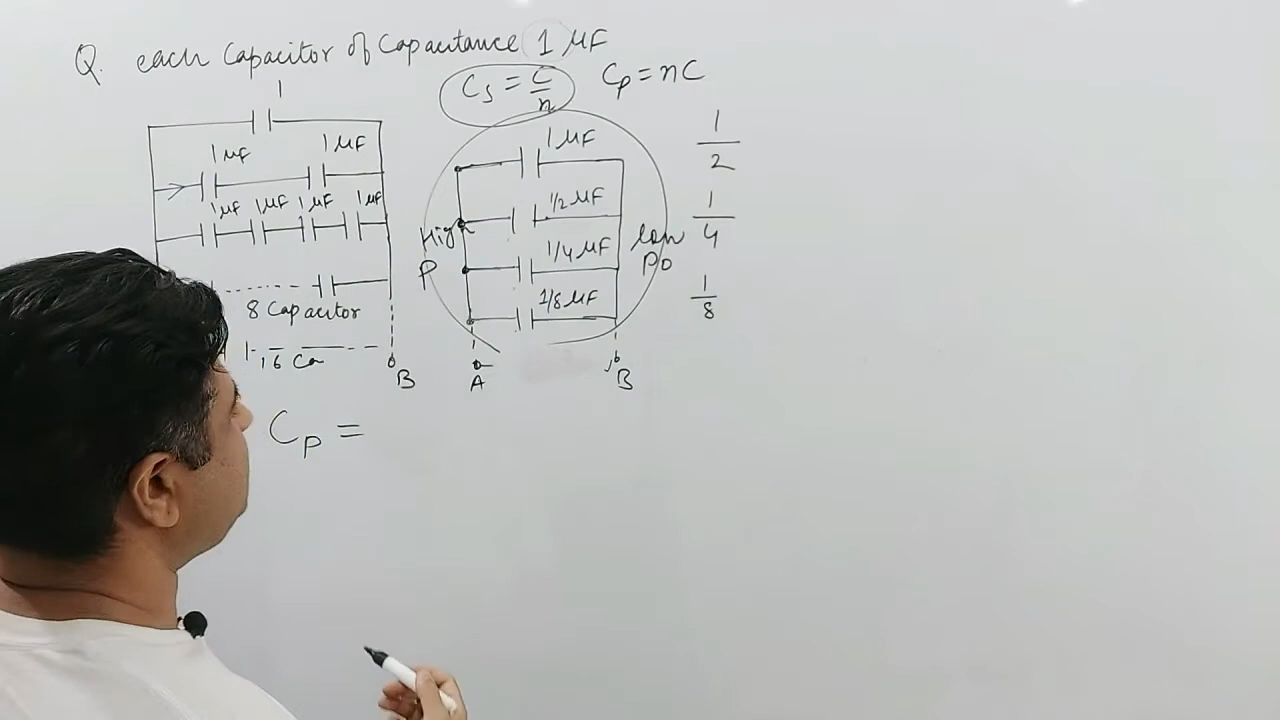 Q. each Capacitor of Capacitance 1 μF
Cs = C/n Cp = nC
1
1 μF 1 μF
1 μF 1 μF 1 μF 1 μF
8 Capacitor
16 Ca
B
1 μF
1/2 μF
1/4 μF
1/8 μF
High
P
low
Po
A B
1/2
1/4
1/8
Cp =